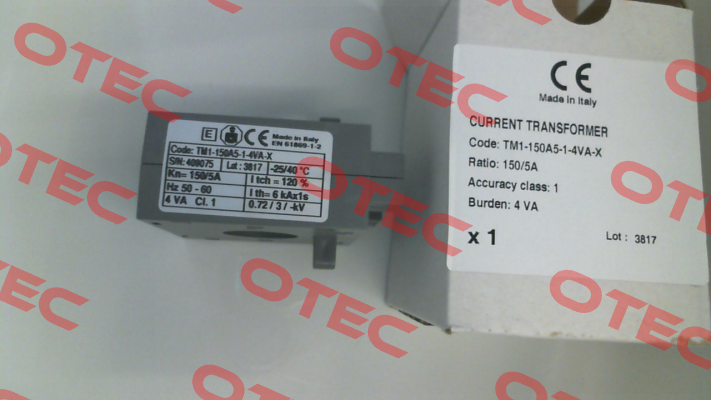 E CE Made in Italy
EN 61869-1-2
Code: TM1-150A5-1-4VA-X
S/N: 409075 Lot: 3817 -25/40 °C
Kn= 150/5A I tch = 120 %
Hz 50 - 60 I th= 6 kAx1s
4 VA Cl. 1 0.72 / 3 / -kV
CE
Made in Italy
CURRENT TRANSFORMER
Code: TM1-150A5-1-4VA-X
Ratio: 150/5A
Accuracy class: 1
Burden: 4 VA
x 1 Lot : 3817
OTEC
OTEC
OTEC
OTEC
OTEC
OTEC
OTEC
OTEC